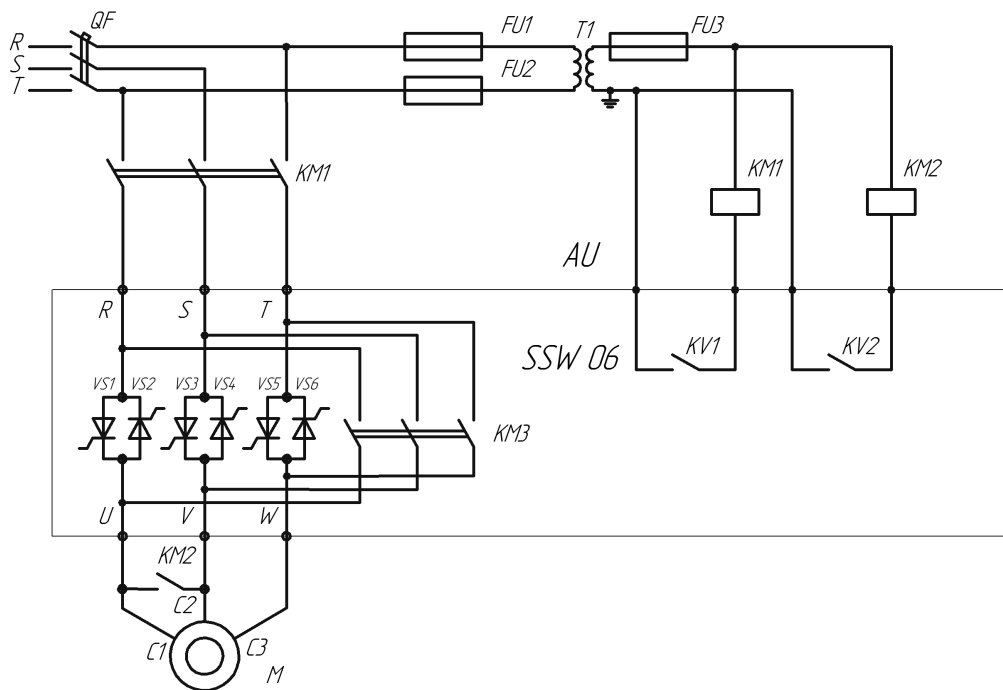 QF
FU1
T1
FU3
R
S
T
FU2
KM1
KM1
KM2
AU
R
S
T
SSW 06
KV1
KV2
VS1
VS2
VS3
VS4
VS5
VS6
KM3
U
V
W
KM2
C2
C1
C3
M